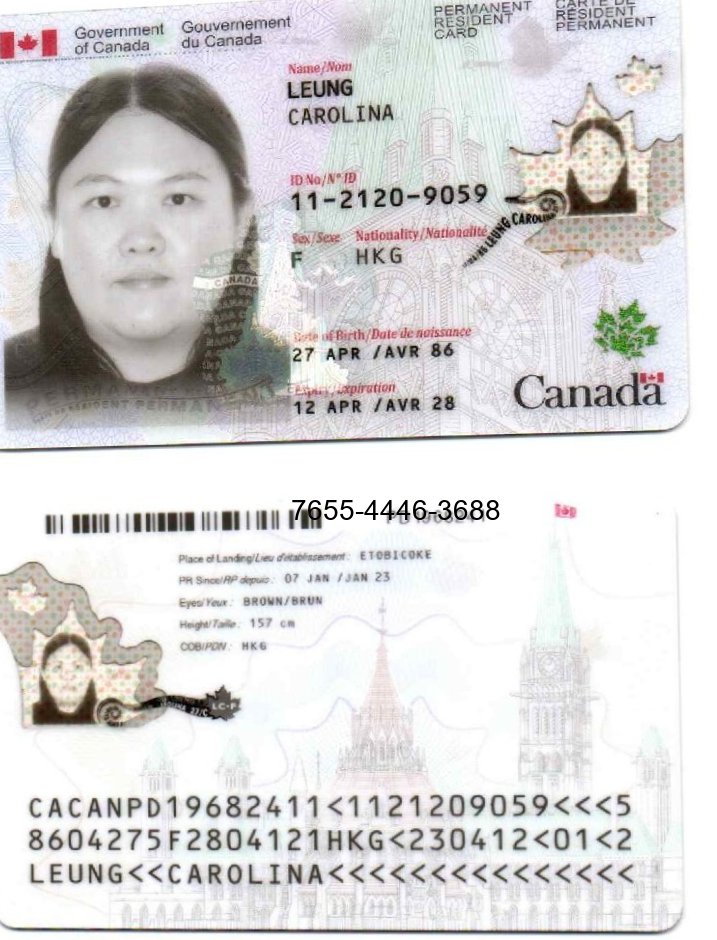 Government of Canada
Gouvernement du Canada
PERMANENT RESIDENT CARD
CARTE DE RÉSIDENT PERMANENT
Name/Nom
LEUNG
CAROLINA
ID No/Nº ID
11-2120-9059
Sex/Sexe Nationality/Nationalité
F HKG
Date of Birth/Date de naissance
27 APR /AVR 86
Expiry/Expiration
12 APR /AVR 28
CANADA
Canada
7655-4446-3688
Place of Landing/Lieu d'établissement: ETOBICOKE
PR Since/RP depuis: 07 JAN /JAN 23
Eyes/Yeux: BROWN/BRUN
Height/Taille: 157 cm
COB/PDN: HKG
LC-F
CACANPD19682411<1121209059<<<5
8604275F2804121HKG<230412<01<2
LEUNG<<CAROLINA<<<<<<<<<<<<<<<